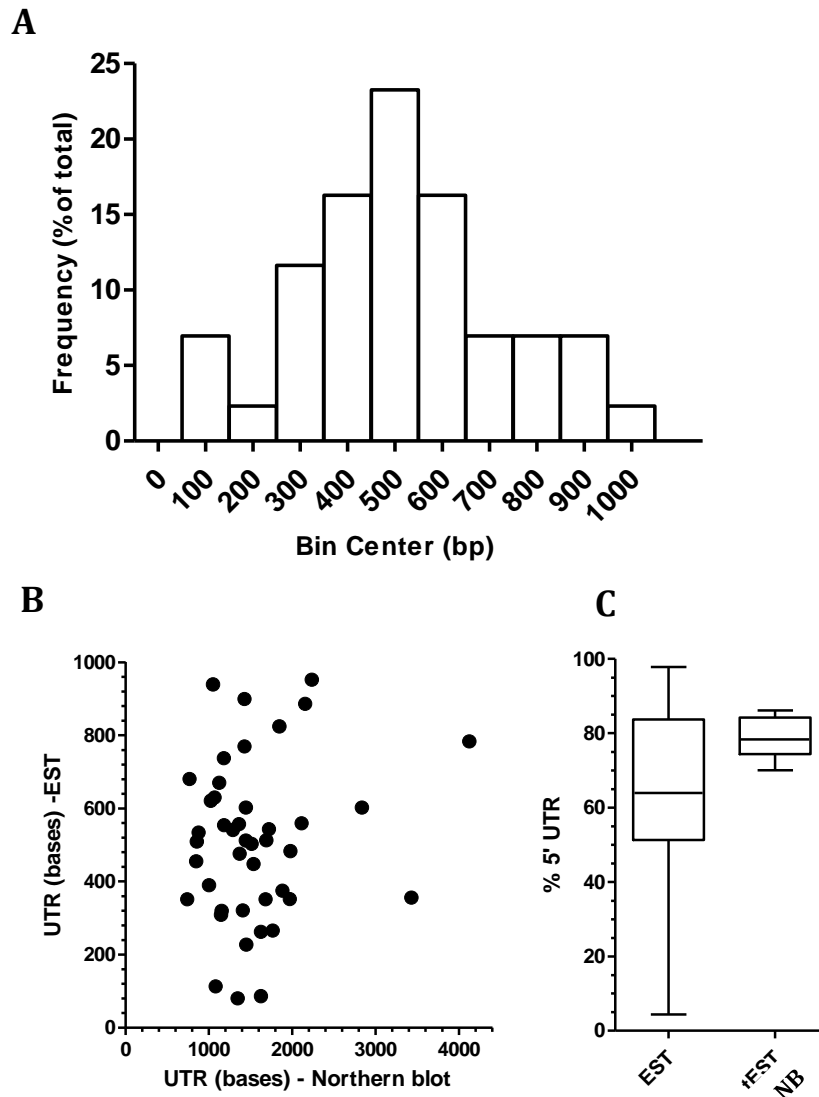 A
Frequency (% of total)
25
20
15
10
5
0
0 100 200 300 400 500 600 700 800 900 1000
Bin Center (bp)
B
UTR (bases) -EST
1000
800
600
400
200
0
0 1000 2000 3000 4000
UTR (bases) - Northern blot
C
% 5' UTR
100
80
60
40
20
0
EST
tEST
NB